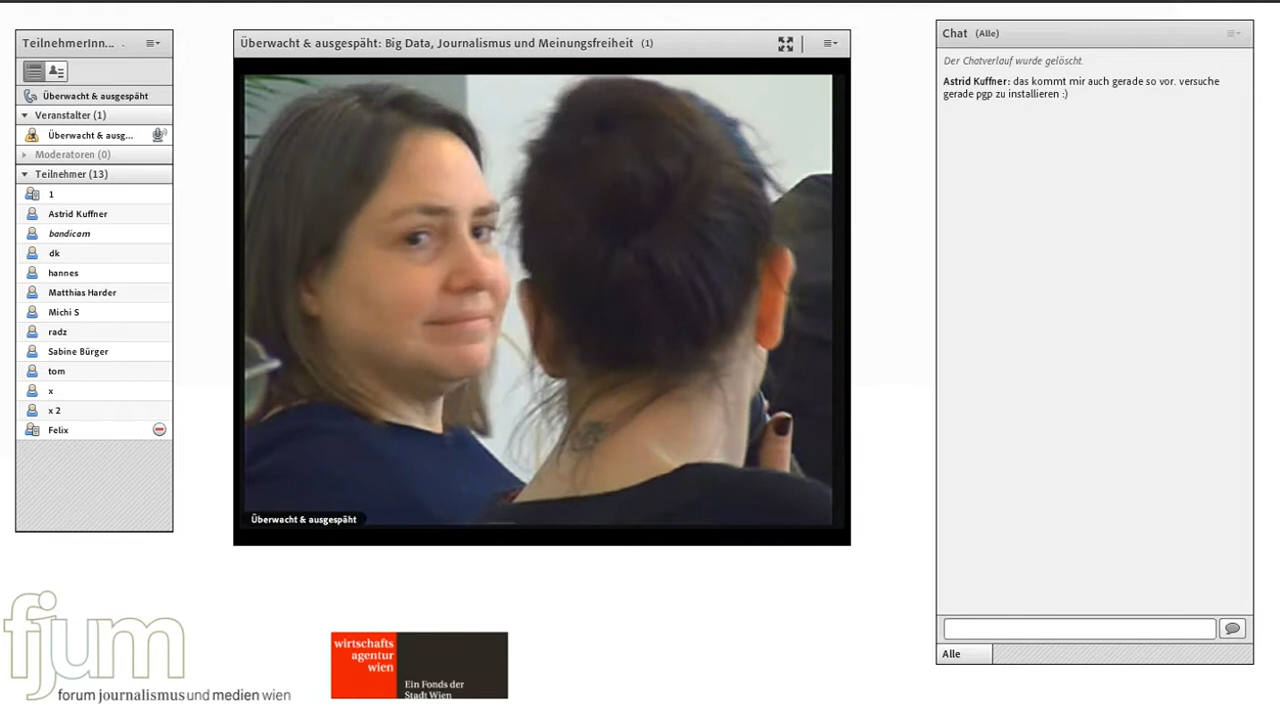 TeilnehmerInn...
Überwacht & ausgespäht
Veranstalter (1)
Überwacht & ausg...
Moderatoren (0)
Teilnehmer (13)
1
Astrid Kuffner
bandicam
dk
hannes
Matthias Harder
Michi S
radz
Sabine Bürger
tom
x
x 2
Felix
Überwacht & ausgespäht: Big Data, Journalismus und Meinungsfreiheit (1)
Überwacht & ausgespäht
Chat (Alle)
Der Chatverlauf wurde gelöscht.
Astrid Kuffner: das kommt mir auch gerade so vor. versuche
gerade pgp zu installieren :)
Alle
fjum
forum journalismus und medien wien
wirtschafts
agentur
wien
Ein Fonds der
Stadt Wien